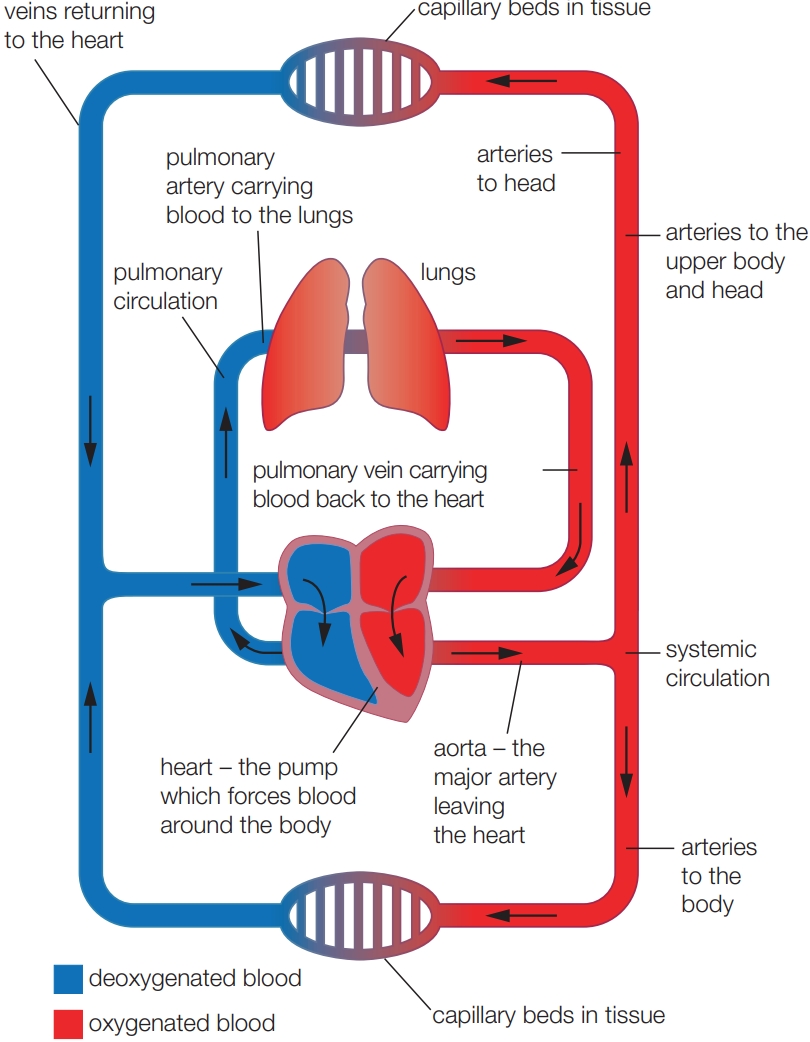 veins returning
to the heart
capillary beds in tissue
pulmonary
artery carrying
blood to the lungs
arteries
to head
arteries to the
upper body
and head
pulmonary
circulation
lungs
pulmonary vein carrying
blood back to the heart
systemic
circulation
heart – the pump
which forces blood
around the body
aorta – the
major artery
leaving
the heart
arteries
to the
body
deoxygenated blood
oxygenated blood
capillary beds in tissue